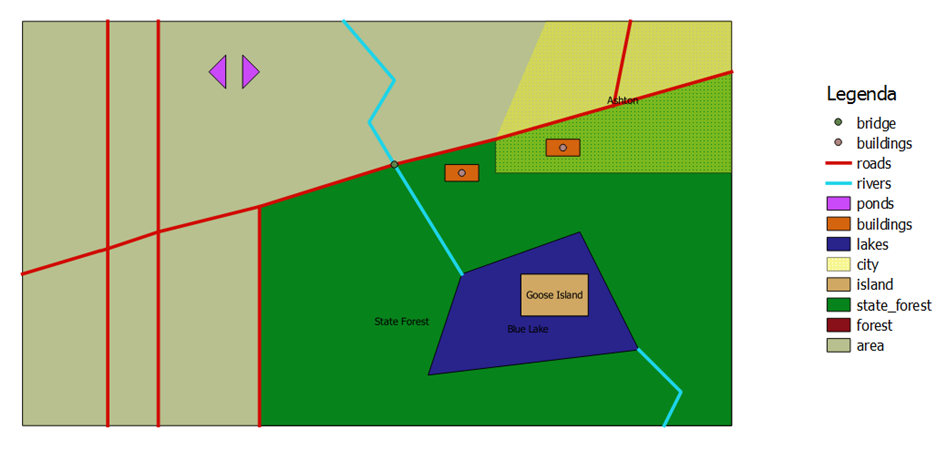 Ashton
Goose Island
State Forest
Blue Lake
Legenda
bridge
buildings
roads
rivers
ponds
buildings
lakes
city
island
state_forest
forest
area